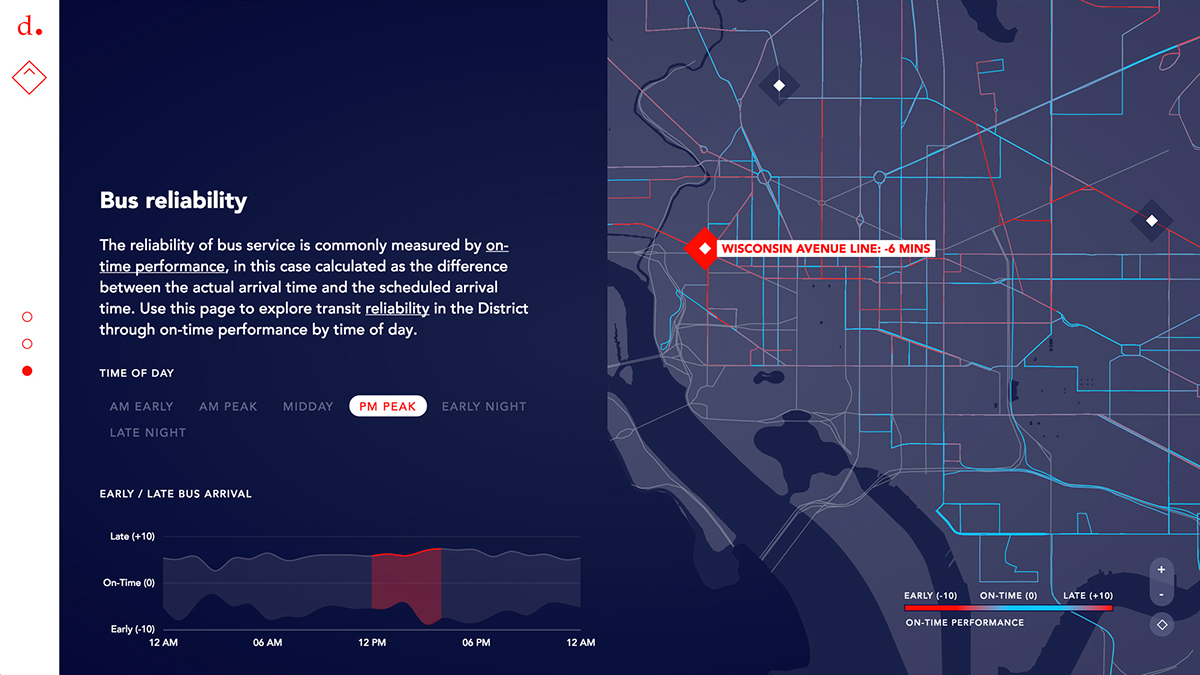 d.
Bus reliability
The reliability of bus service is commonly measured by on-
time performance, in this case calculated as the difference
between the actual arrival time and the scheduled arrival
time. Use this page to explore transit reliability in the District
through on-time performance by time of day.
TIME OF DAY
AM EARLY AM PEAK MIDDAY PM PEAK EARLY NIGHT
LATE NIGHT
EARLY / LATE BUS ARRIVAL
Late (+10)
On-Time (0)
Early (-10)
12 AM 06 AM 12 PM 06 PM 12 AM
WISCONSIN AVENUE LINE: -6 MINS
EARLY (-10) ON-TIME (0) LATE (+10)
ON-TIME PERFORMANCE
+
-